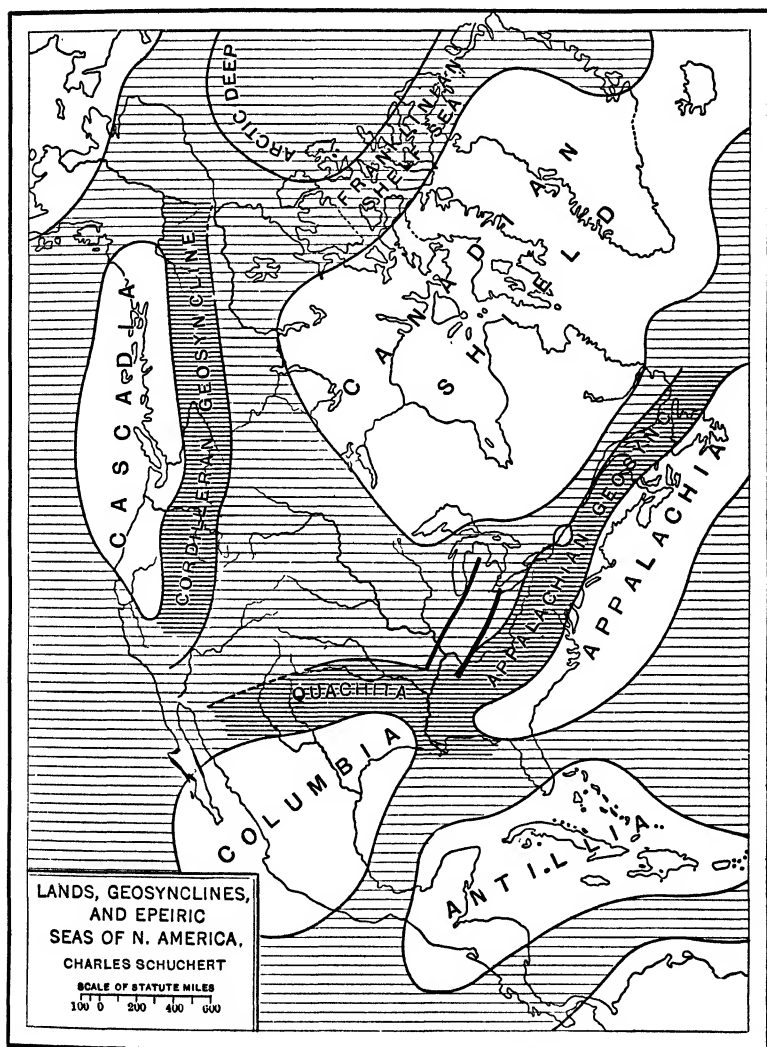 ARCTIC DEEP
FRANKLINIAN
SHELF SEA
CANADIAN
SHIELD
CASCADIA
CORDILLERAN GEOSYNCLINE
APPALACHIAN GEOSYN
APPALACHIA
OUACHITA
COLUMBIA
ANTILLIA
LANDS, GEOSYNCLINES,
AND EPEIRIC
SEAS OF N. AMERICA,
CHARLES SCHUCHERT
SCALE OF STATUTE MILES
100 0 200 400 600